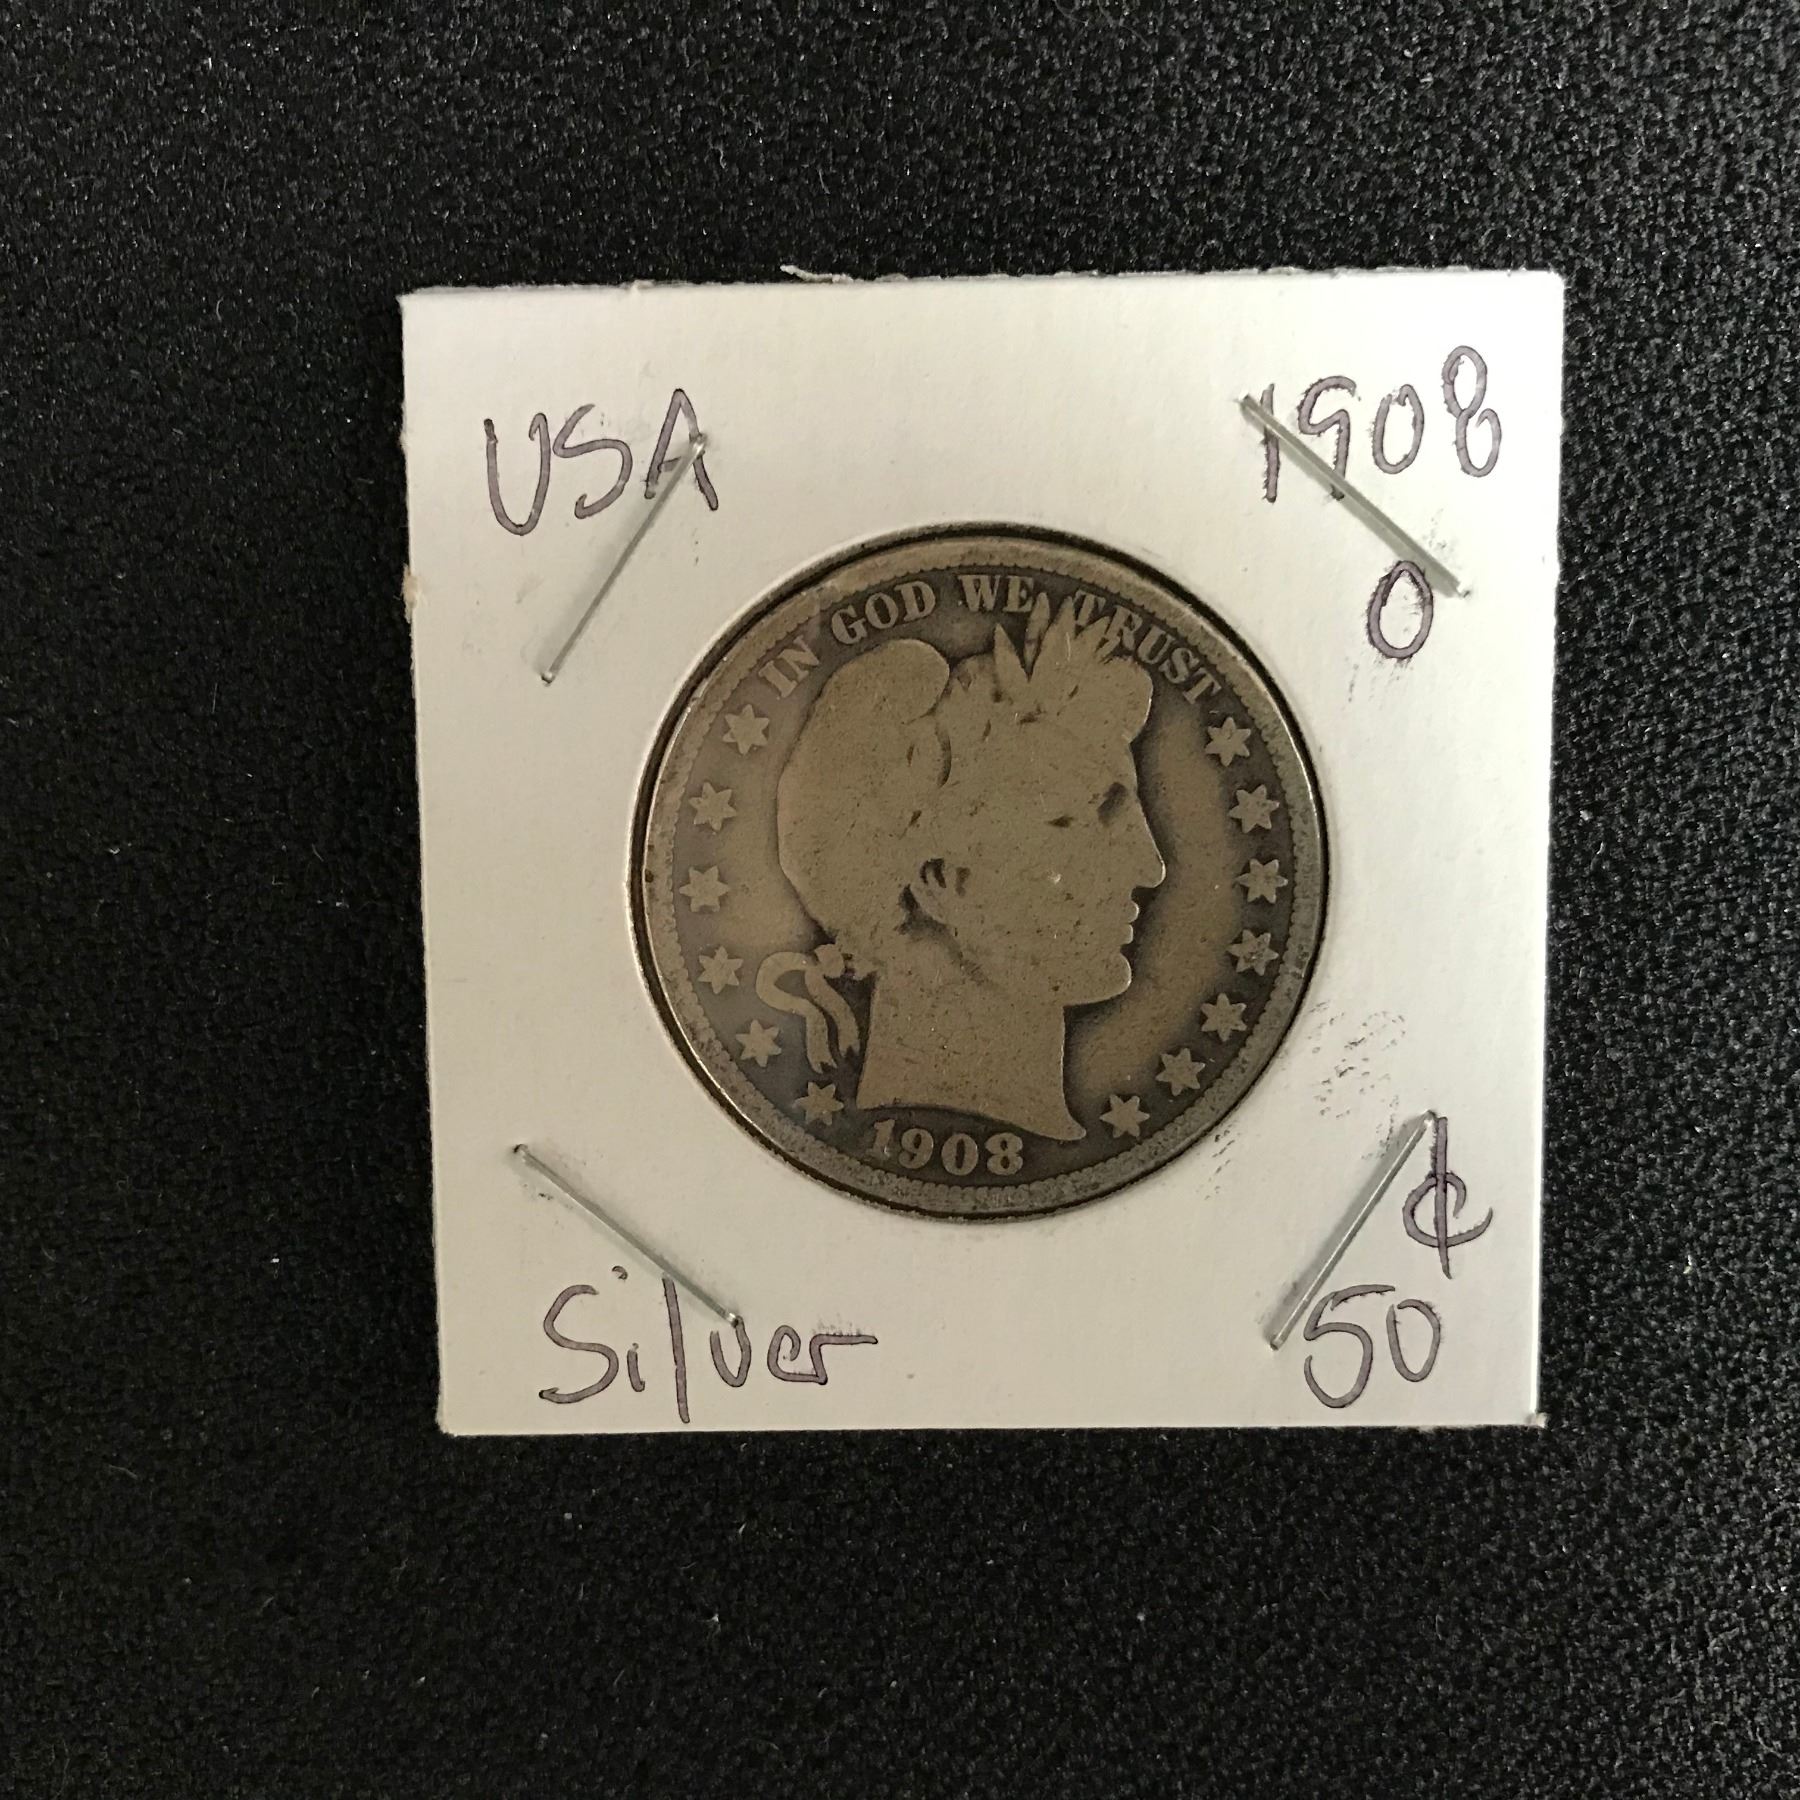 USA
1908
O
IN GOD WE TRUST
1908
Silver
¢
50